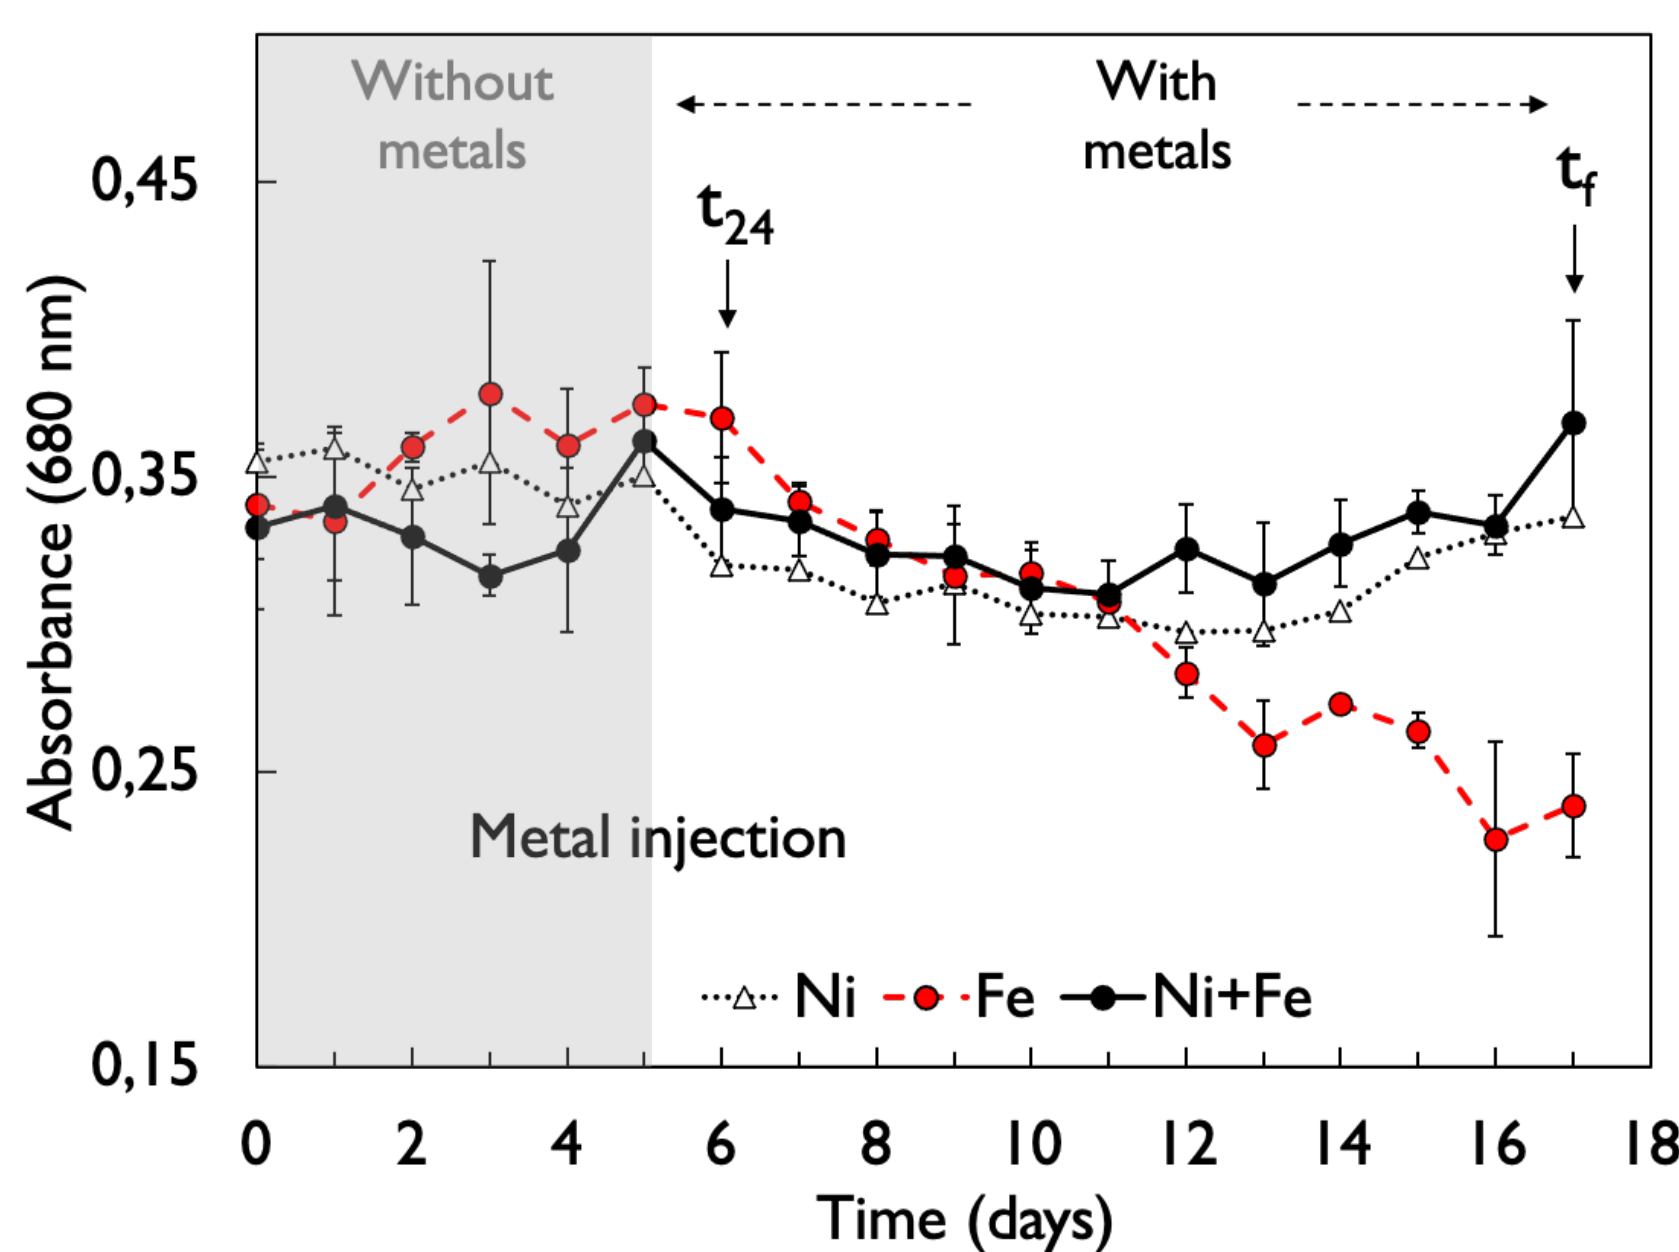 Without
metals
With
metals
t24
tf
0,45
0,35
0,25
0,15
Absorbance (680 nm)
Metal injection
Ni Fe Ni+Fe
0 2 4 6 8 10 12 14 16 18
Time (days)